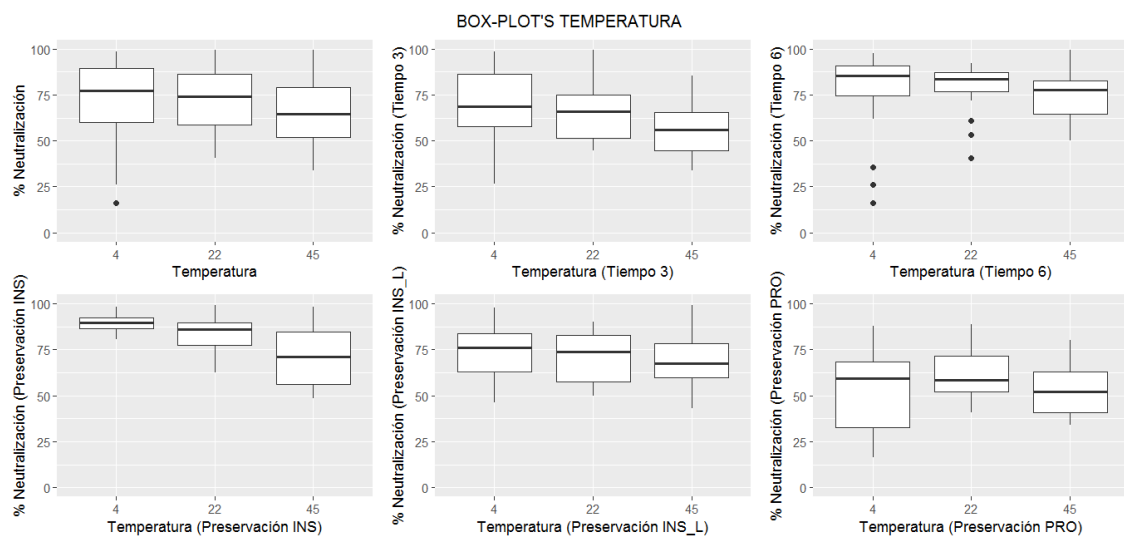 BOX-PLOT'S TEMPERATURA
% Neutralización
100
75
50
25
0
4 22 45
Temperatura
% Neutralización (Tiempo 3)
100
75
50
25
0
4 22 45
Temperatura (Tiempo 3)
% Neutralización (Tiempo 6)
100
75
50
25
0
4 22 45
Temperatura (Tiempo 6)
% Neutralización (Preservación INS)
100
75
50
25
0
4 22 45
Temperatura (Preservación INS)
% Neutralización (Preservación INS_L)
100
75
50
25
0
4 22 45
Temperatura (Preservación INS_L)
% Neutralización (Preservación PRO)
100
75
50
25
0
4 22 45
Temperatura (Preservación PRO)